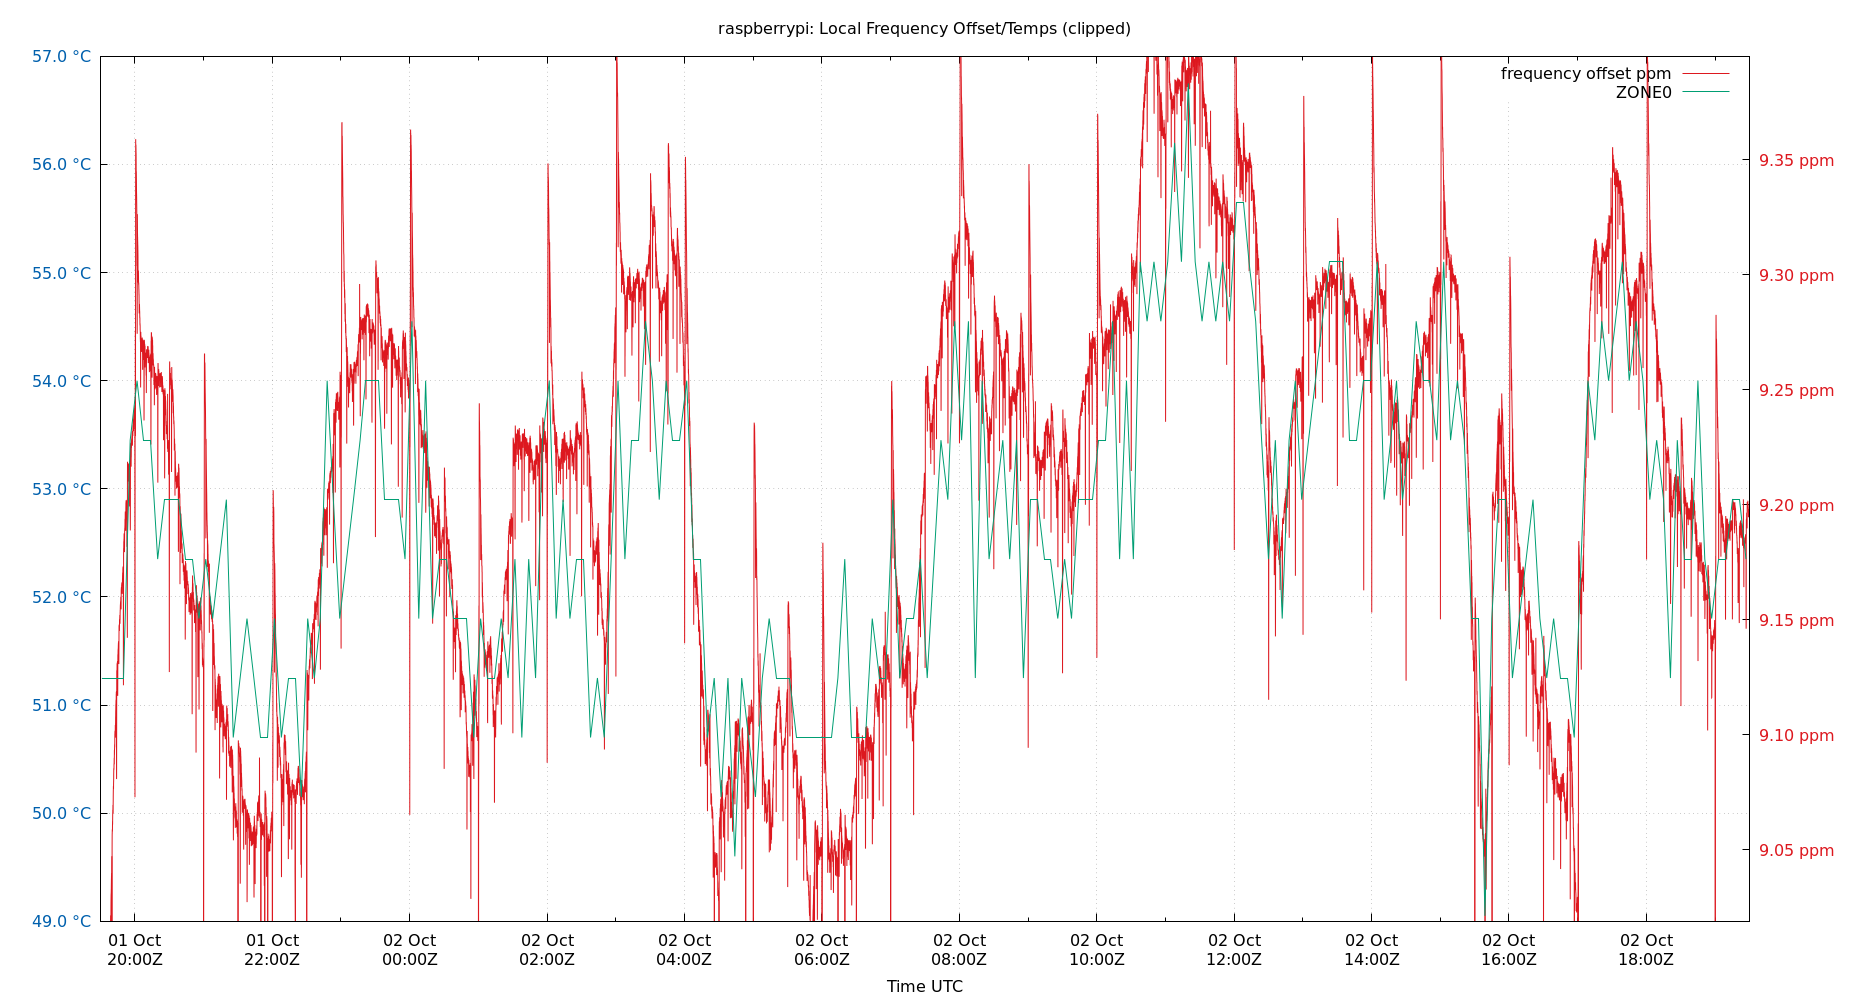 raspberrypi: Local Frequency Offset/Temps (clipped)
57.0 °C
56.0 °C
55.0 °C
54.0 °C
53.0 °C
52.0 °C
51.0 °C
50.0 °C
49.0 °C
frequency offset ppm
ZONE0
9.35 ppm
9.30 ppm
9.25 ppm
9.20 ppm
9.15 ppm
9.10 ppm
9.05 ppm
01 Oct 01 Oct 02 Oct 02 Oct 02 Oct 02 Oct 02 Oct 02 Oct 02 Oct 02 Oct 02 Oct 02 Oct
20:00Z 22:00Z 00:00Z 02:00Z 04:00Z 06:00Z 08:00Z 10:00Z 12:00Z 14:00Z 16:00Z 18:00Z
Time UTC